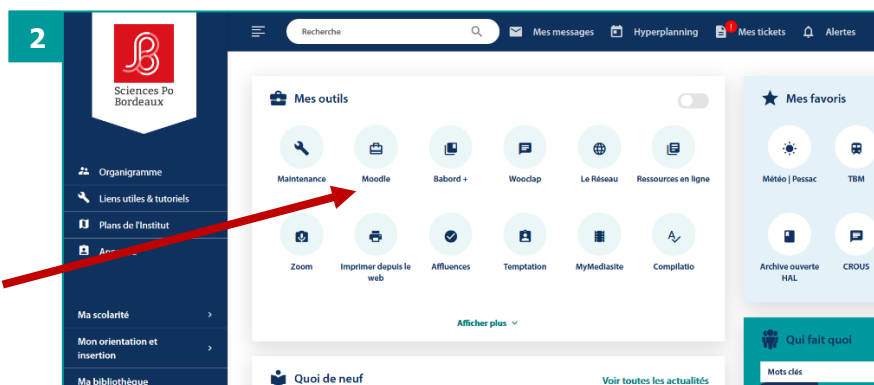 2
Sciences Po
Bordeaux
Recherche
Mes messages
Hyperplanning
!
Mes tickets
Alertes
Organigramme
Liens utiles & tutoriels
Plans de l'Institut
Ma scolarité
Mon orientation et
insertion
Ma bibliothèque
Mes outils
Maintenance
Moodle
Babord +
Wooclap
Le Réseau
Ressources en ligne
Zoom
Imprimer depuis le
web
Affluences
Temptation
MyMediasite
Compilatio
Afficher plus
Quoi de neuf
Voir toutes les actualités
Mes favoris
Météo | Pessac
TBM
Archive ouverte
HAL
CROUS
Qui fait quoi
Mots clés